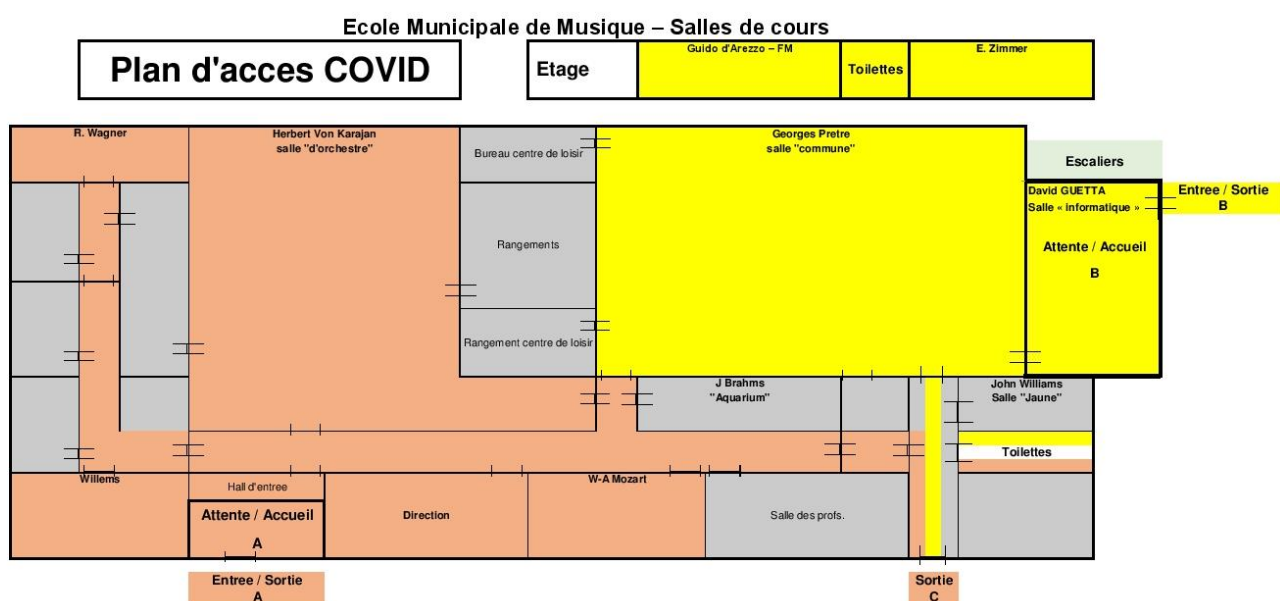 Ecole Municipale de Musique – Salles de cours
Plan d'acces COVID
Etage
Guido d'Arezzo – FM
Toilettes
E. Zimmer
R. Wagner
Herbert Von Karajan
salle "d'orchestre"
Bureau centre de loisir
Georges Pretre
salle "commune"
Escaliers
David GUETTA
Salle « informatique »
Entree / Sortie
B
Rangements
Attente / Accueil
B
Rangement centre de loisir
J Brahms
"Aquarium"
John Williams
Salle "Jaune"
Toilettes
Willems
Hall d'entree
Attente / Accueil
A
Direction
W-A Mozart
Salle des profs.
Entree / Sortie
A
Sortie
C